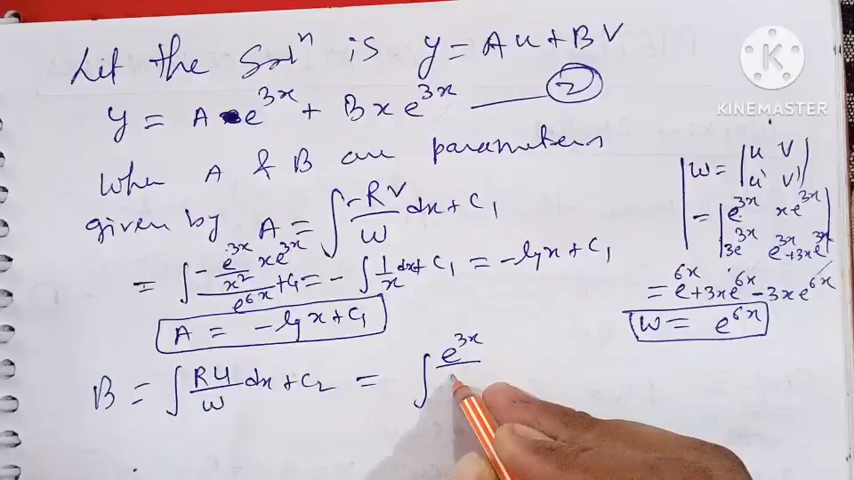 Let the Solⁿ is y = Au + BV
y = A e^{3x} + Bx e^{3x} —— ②
When A & B are parameters
given by A = ∫ -RV/W dx + C₁
= ∫ -(e^{3x}/x²) xe^{3x}/e^{6x} + C₁ = - ∫ 1/x dx + C₁ = -log x + C₁
A = -log x + C₁
B = ∫ RU/W dx + C₂ = ∫ e^{3x}
W = |u v|
|u' v'|
= |e^{3x} xe^{3x}|
|3e^{3x} e^{3x}+3xe^{3x}|
= e^{6x} + 3xe^{6x} - 3xe^{6x}
W = e^{6x}
K
KINEMASTER